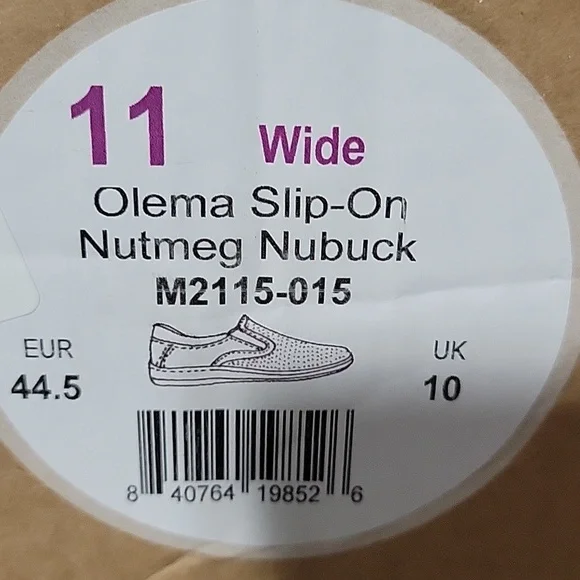 11 Wide
Olema Slip-On
Nutmeg Nubuck
M2115-015
EUR UK
44.5 10
8 40764 19852 6